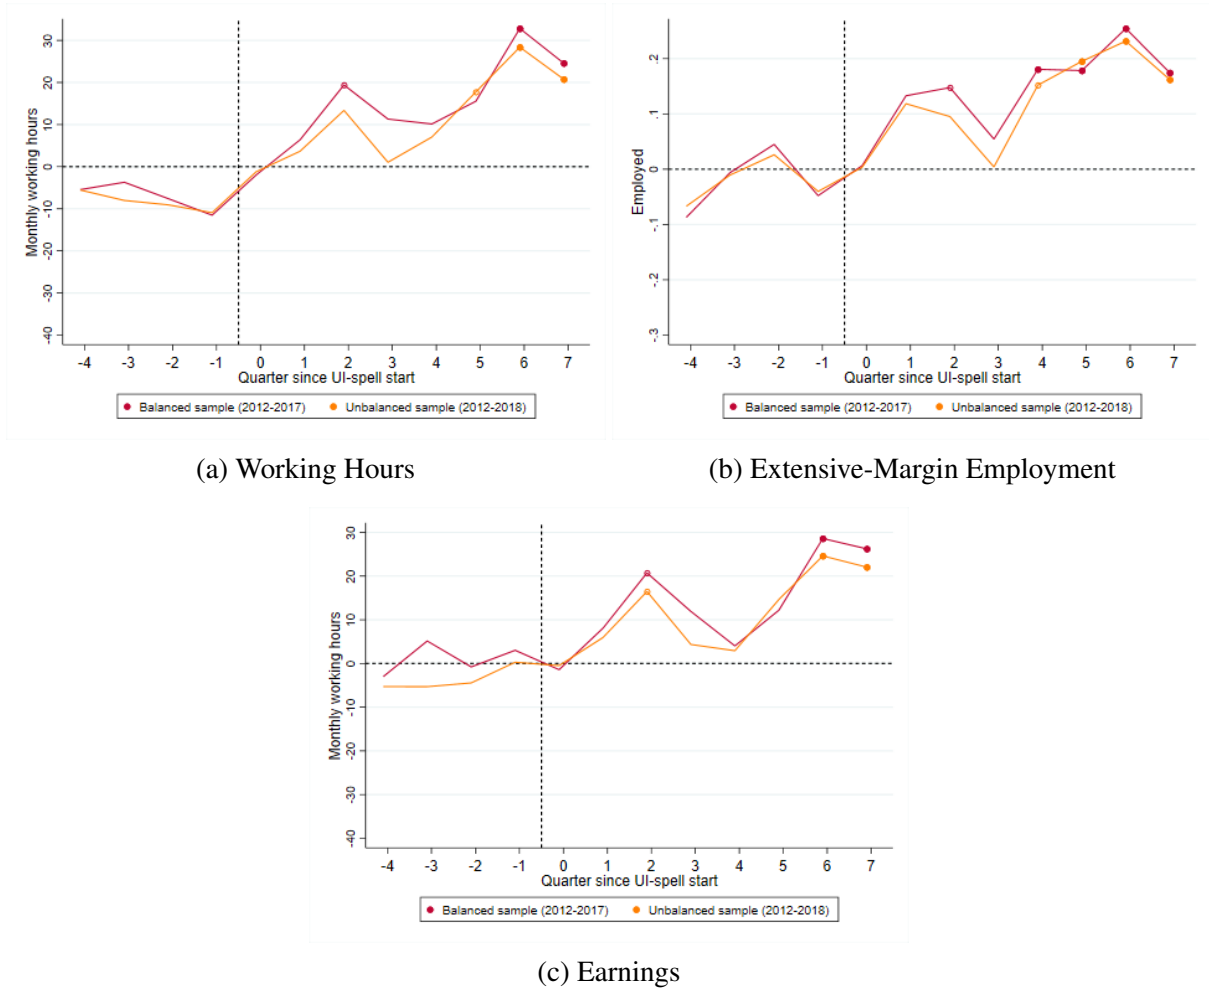 Monthly working hours
30
20
10
0
-10
-20
-30
-40
-4 -3 -2 -1 0 1 2 3 4 5 6 7
Quarter since UI-spell start
Balanced sample (2012-2017) Unbalanced sample (2012-2018)
(a) Working Hours
Employed
.2
.1
0
-.1
-.2
-.3
-4 -3 -2 -1 0 1 2 3 4 5 6 7
Quarter since UI-spell start
Balanced sample (2012-2017) Unbalanced sample (2012-2018)
(b) Extensive-Margin Employment
Monthly working hours
30
20
10
0
-10
-20
-30
-40
-4 -3 -2 -1 0 1 2 3 4 5 6 7
Quarter since UI-spell start
Balanced sample (2012-2017) Unbalanced sample (2012-2018)
(c) Earnings